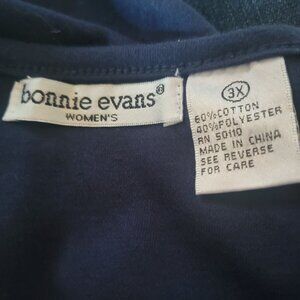 bonnie evans®
WOMEN'S
3X
60%COTTON
40%POLYESTER
RN 50110
MADE IN CHINA
SEE REVERSE
FOR CARE